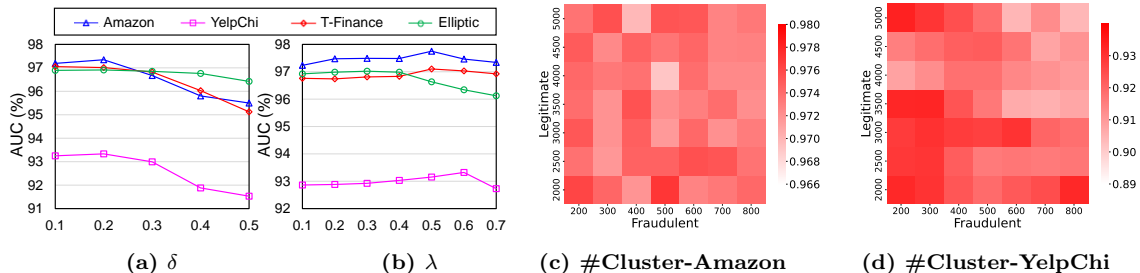 Amazon YelpChi T-Finance Elliptic
AUC (%)
98
97
96
95
94
93
92
91
0.1 0.2 0.3 0.4 0.5
(a) δ
AUC (%)
98
97
96
95
94
93
92
0.1 0.2 0.3 0.4 0.5 0.6 0.7
(b) λ
Legitimate
5000
4500
4000
3500
3000
2500
2000
200 300 400 500 600 700 800
Fraudulent
0.980
0.978
0.976
0.974
0.972
0.970
0.968
0.966
(c) #Cluster-Amazon
Legitimate
5000
4500
4000
3500
3000
2500
2000
200 300 400 500 600 700 800
Fraudulent
0.93
0.92
0.91
0.90
0.89
(d) #Cluster-YelpChi